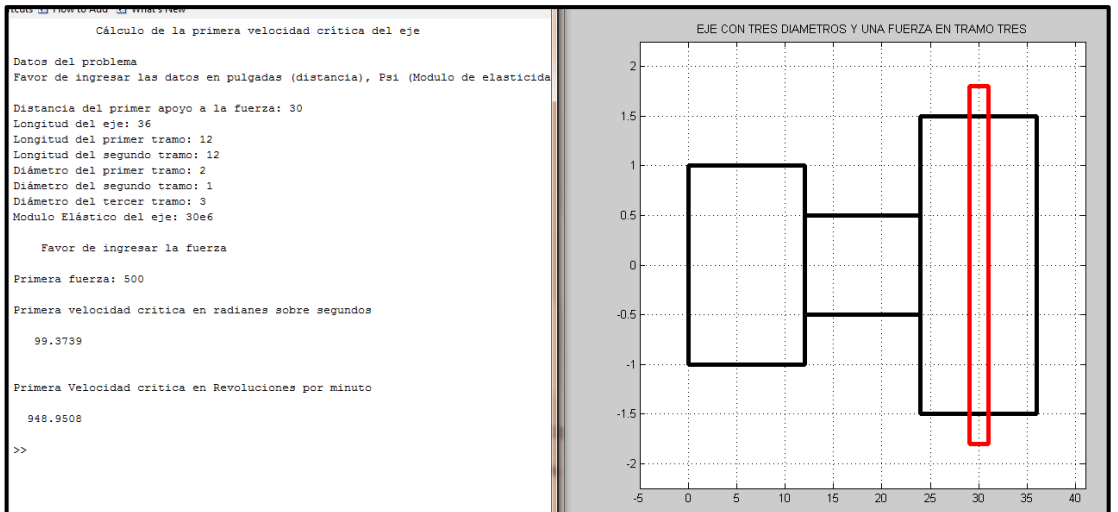 How to Add What's New
Cálculo de la primera velocidad crítica del eje
Datos del problema
Favor de ingresar las datos en pulgadas (distancia), Psi (Modulo de elasticida
Distancia del primer apoyo a la fuerza: 30
Longitud del eje: 36
Longitud del primer tramo: 12
Longitud del segundo tramo: 12
Diámetro del primer tramo: 2
Diámetro del segundo tramo: 1
Diámetro del tercer tramo: 3
Modulo Elástico del eje: 30e6
Favor de ingresar la fuerza
Primera fuerza: 500
Primera velocidad critica en radianes sobre segundos
99.3739
Primera Velocidad critica en Revoluciones por minuto
948.9508
>>
EJE CON TRES DIAMETROS Y UNA FUERZA EN TRAMO TRES
2
1.5
1
0.5
0
-0.5
-1
-1.5
-2
-5 0 5 10 15 20 25 30 35 40